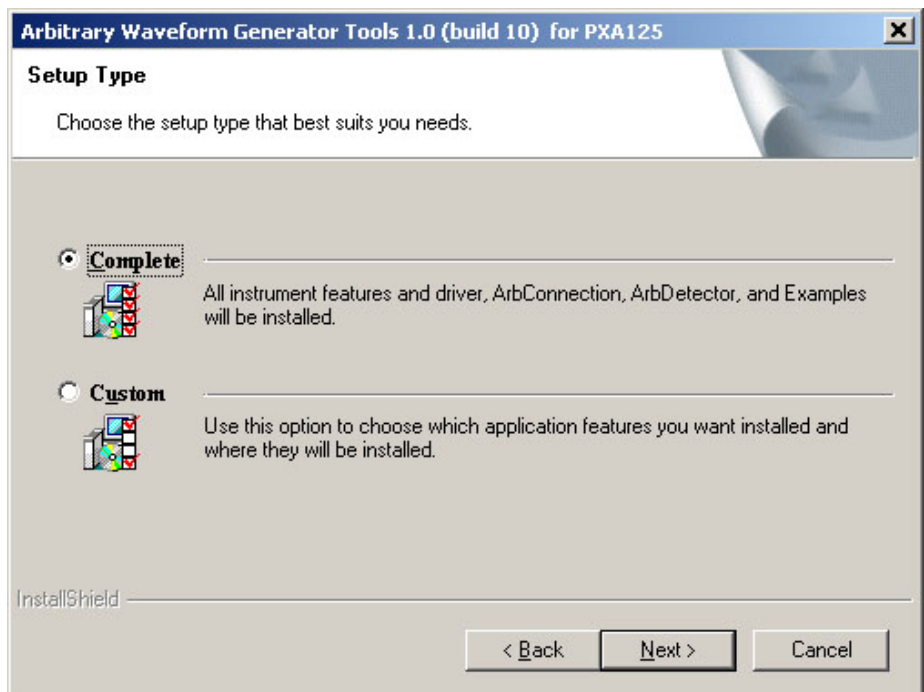 Arbitrary Waveform Generator Tools 1.0 (build 10) for PXA125
Setup Type
Choose the setup type that best suits you needs.
Complete
All instrument features and driver, ArbConnection, ArbDetector, and Examples
will be installed.
Custom
Use this option to choose which application features you want installed and
where they will be installed.
InstallShield
< Back
Next >
Cancel